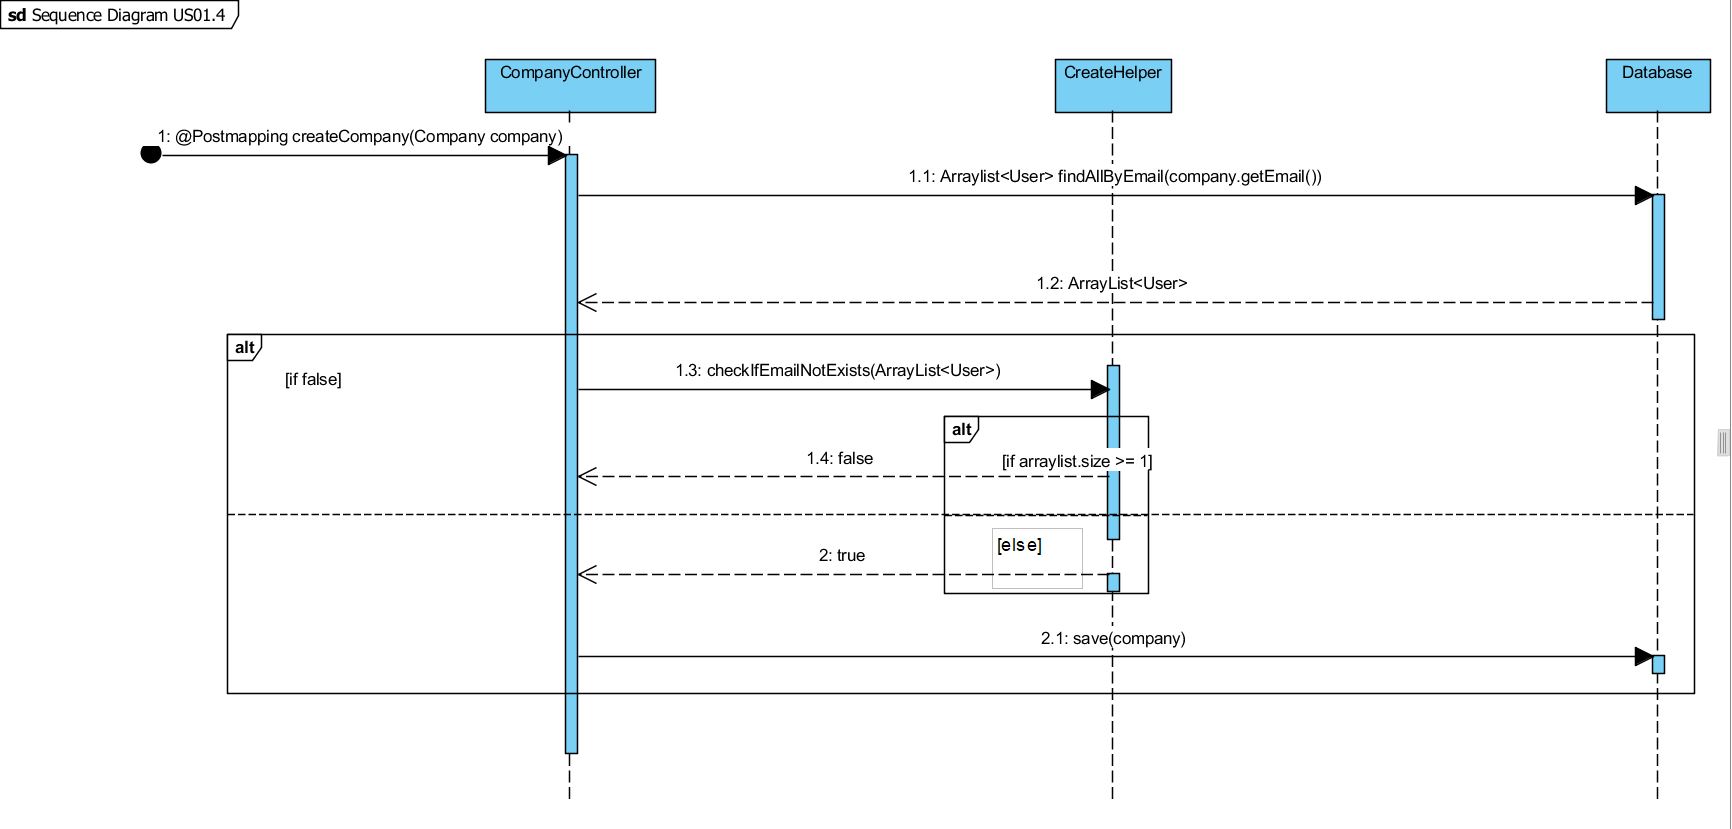 sd Sequence Diagram US01.4
CompanyController
CreateHelper
Database
1: @Postmapping createCompany(Company company)
1.1: Arraylist<User> findAllByEmail(company.getEmail())
1.2: ArrayList<User>
alt
[if false]
1.3: checkIfEmailNotExists(ArrayList<User>)
alt
1.4: false
[if arraylist.size >= 1]
[else]
2: true
2.1: save(company)